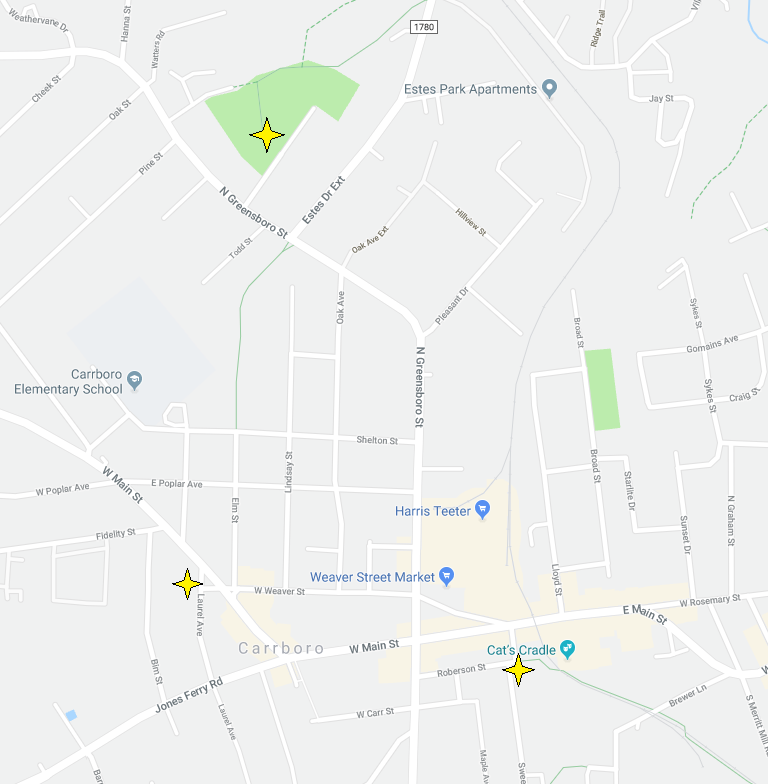 Weathervane Dr
Hanna St
Watters Rd
1780
Ridge Trail
Cheek St
Oak St
Estes Park Apartments
Jay St
Pine St
N Greensboro St
Estes Dr Ext
Hillview St
Todd St
Oak Ave Ext
Oak Ave
Pleasant Dr
Broad St
Sykes St
Gomains Ave
N Greensboro St
Carrboro
Elementary School
Sykes St
Craig St
Shelton St
Lindsay St
Broad St
W Main St
W Poplar Ave
E Poplar Ave
Starlite Dr
Elm St
Harris Teeter
Fidelity St
Sunset Dr
N Graham St
Weaver Street Market
Lloyd St
W Weaver St
Laurel Ave
E Main St
W Rosemary St
Carrboro
W Main St
Cat's Cradle
Bim St
Roberson St
Jones Ferry Rd
Brewer Ln
W Carr St
Laurel Ave
S Merritt Mill Rd
Maple Av
Swee
Bar